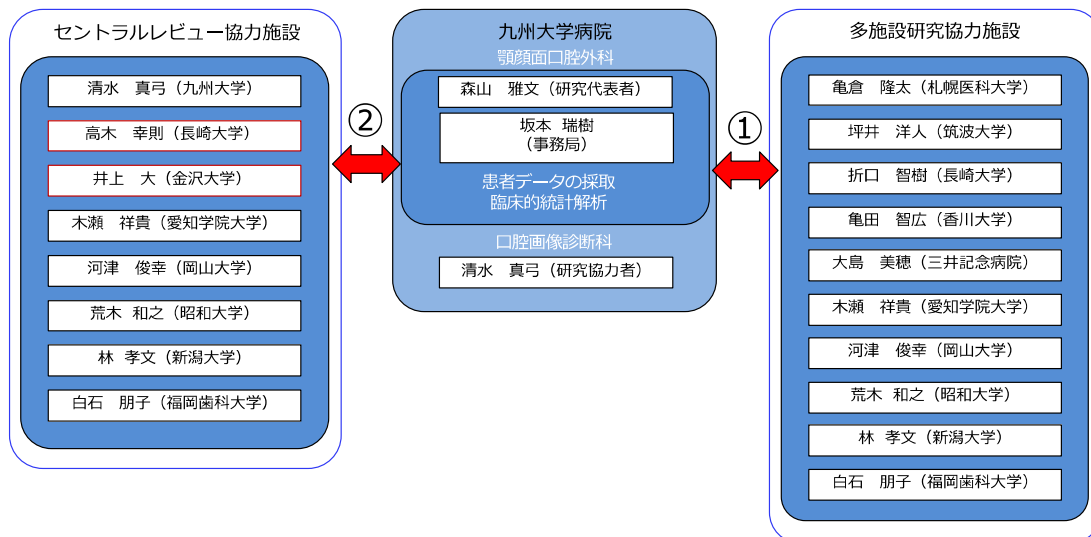 セントラルレビュー協力施設
清水　真弓（九州大学）
高木　幸則（長崎大学）
井上　大（金沢大学）
木瀬　祥貴（愛知学院大学）
河津　俊幸（岡山大学）
荒木 和之（昭和大学）
林 孝文（新潟大学）
白石　朋子（福岡歯科大学）
②
九州大学病院
顎顔面口腔外科
森山　雅文（研究代表者）
坂本 瑞樹
（事務局）
患者データの採取
臨床的統計解析
口腔画像診断科
清水　真弓（研究協力者）
①
多施設研究協力施設
亀倉　隆太（札幌医科大学）
坪井　洋人（筑波大学）
折口　智樹（長崎大学）
亀田　智広（香川大学）
大島　美穂（三井記念病院）
木瀬　祥貴（愛知学院大学）
河津　俊幸（岡山大学）
荒木 和之（昭和大学）
林 孝文（新潟大学）
白石　朋子（福岡歯科大学）